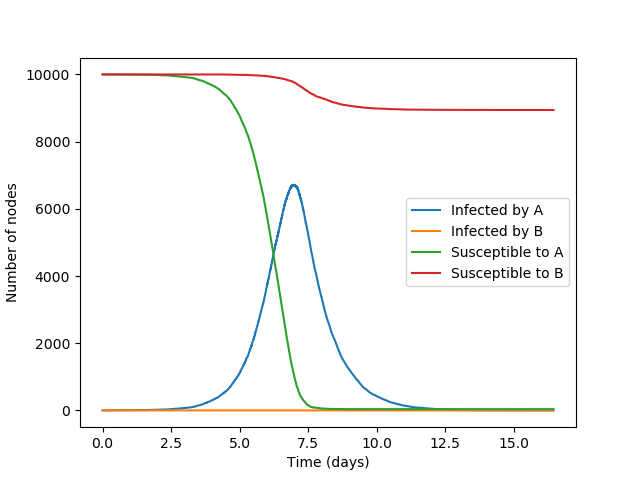 10000
8000
6000
4000
2000
0
Number of nodes
Infected by A
Infected by B
Susceptible to A
Susceptible to B
0.0 2.5 5.0 7.5 10.0 12.5 15.0
Time (days)